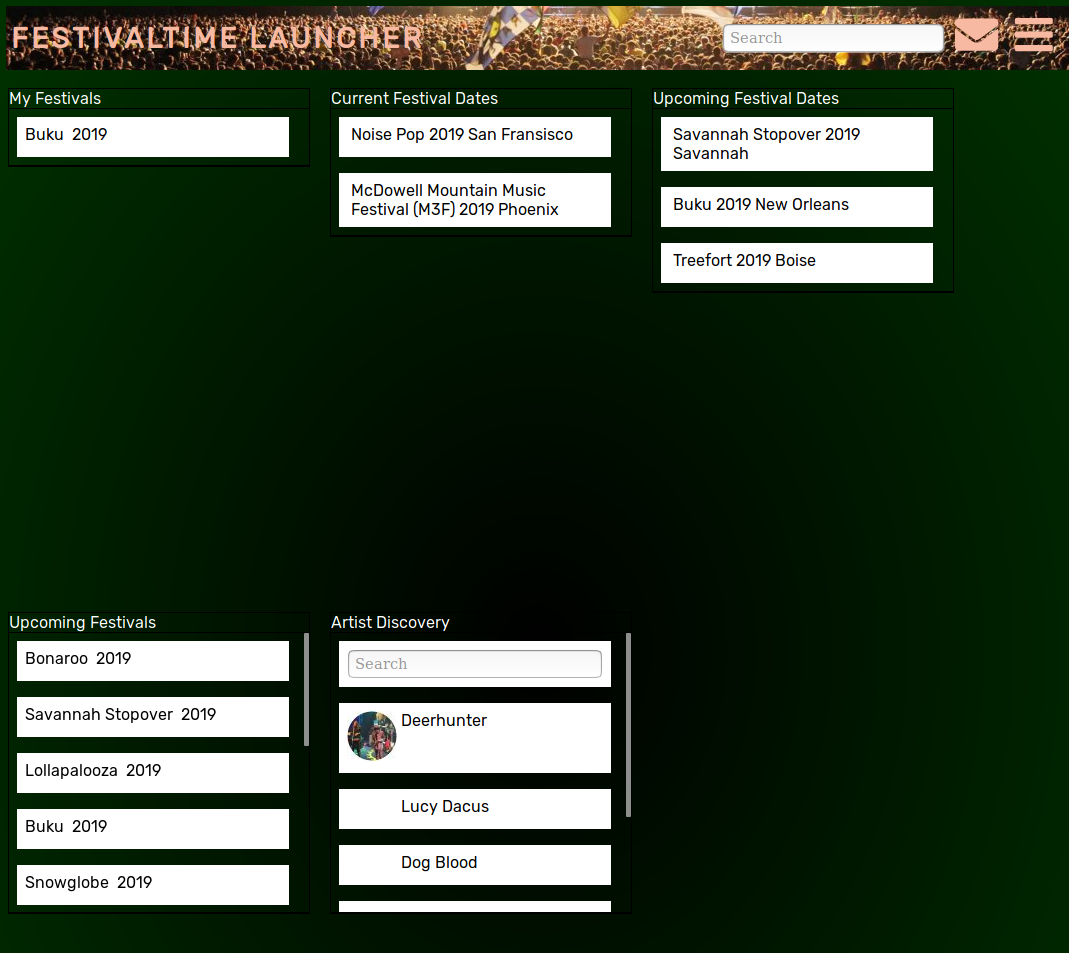 FESTIVALTIME LAUNCHER
Search
My Festivals
Buku 2019
Current Festival Dates
Noise Pop 2019 San Fransisco
McDowell Mountain Music
Festival (M3F) 2019 Phoenix
Upcoming Festival Dates
Savannah Stopover 2019
Savannah
Buku 2019 New Orleans
Treefort 2019 Boise
Upcoming Festivals
Bonaroo 2019
Savannah Stopover 2019
Lollapalooza 2019
Buku 2019
Snowglobe 2019
Artist Discovery
Search
Deerhunter
Lucy Dacus
Dog Blood